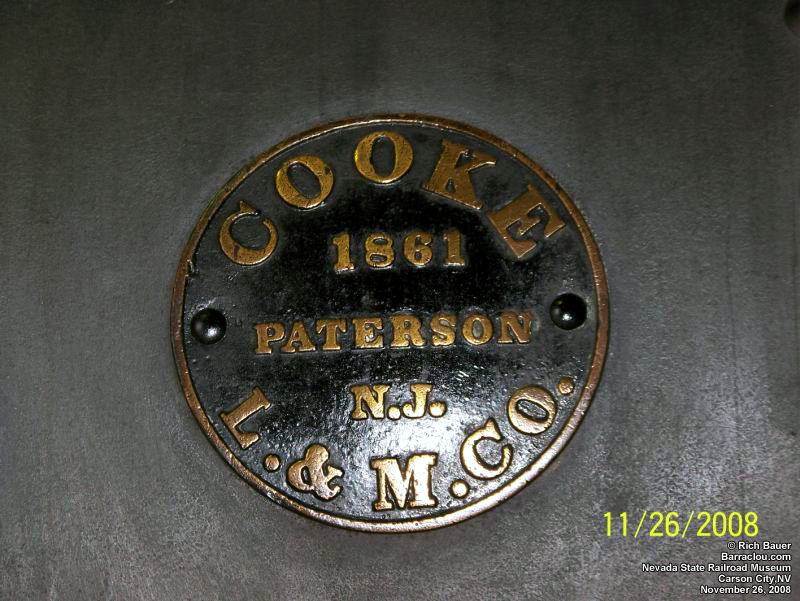 COOKE
1861
PATERSON
N.J.
L. & M. CO.
11/26/2008
© Rich Bauer
Barraclou.com
Nevada State Railroad Museum
Carson City,NV
November 26, 2008